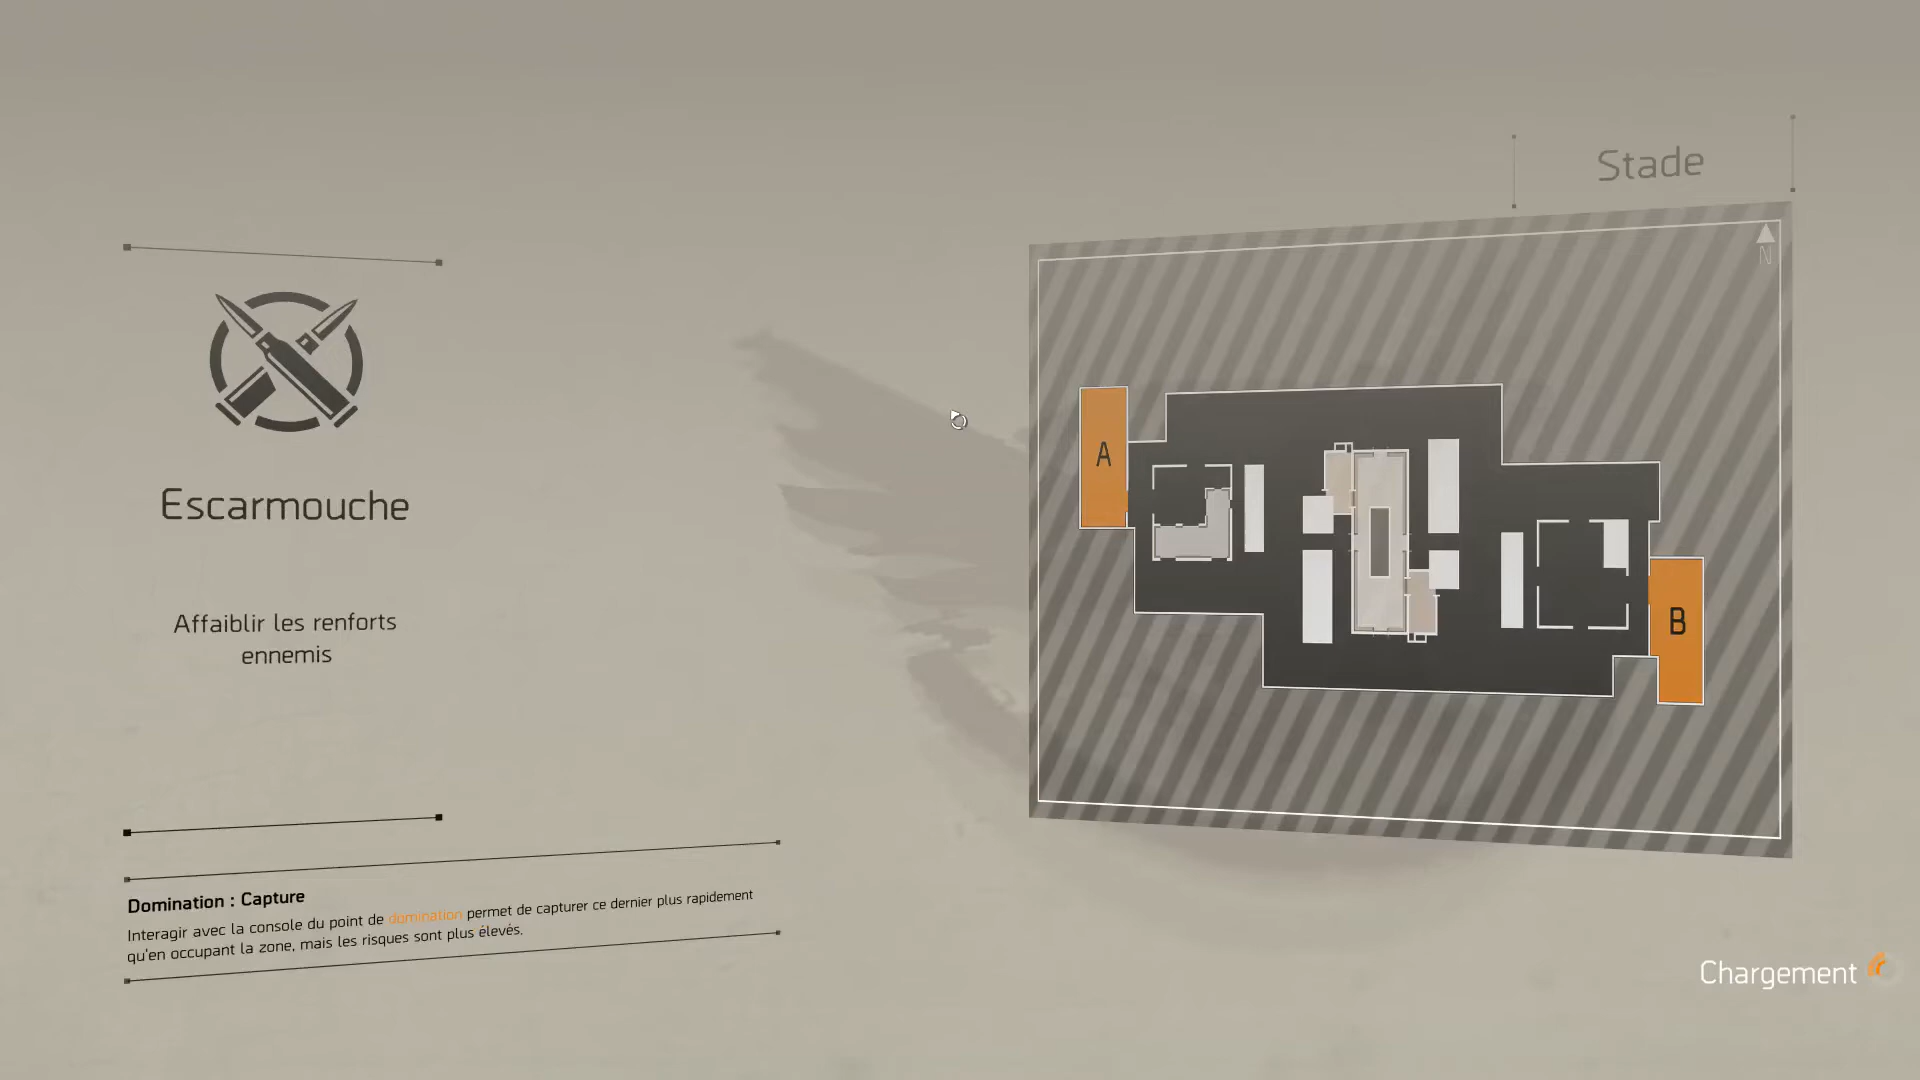 Stade
N
A
B
Escarmouche
Affaiblir les renforts
ennemis
Domination : Capture
Interagir avec la console du point de domination permet de capturer ce dernier plus rapidement
qu'en occupant la zone, mais les risques sont plus élevés.
Chargement